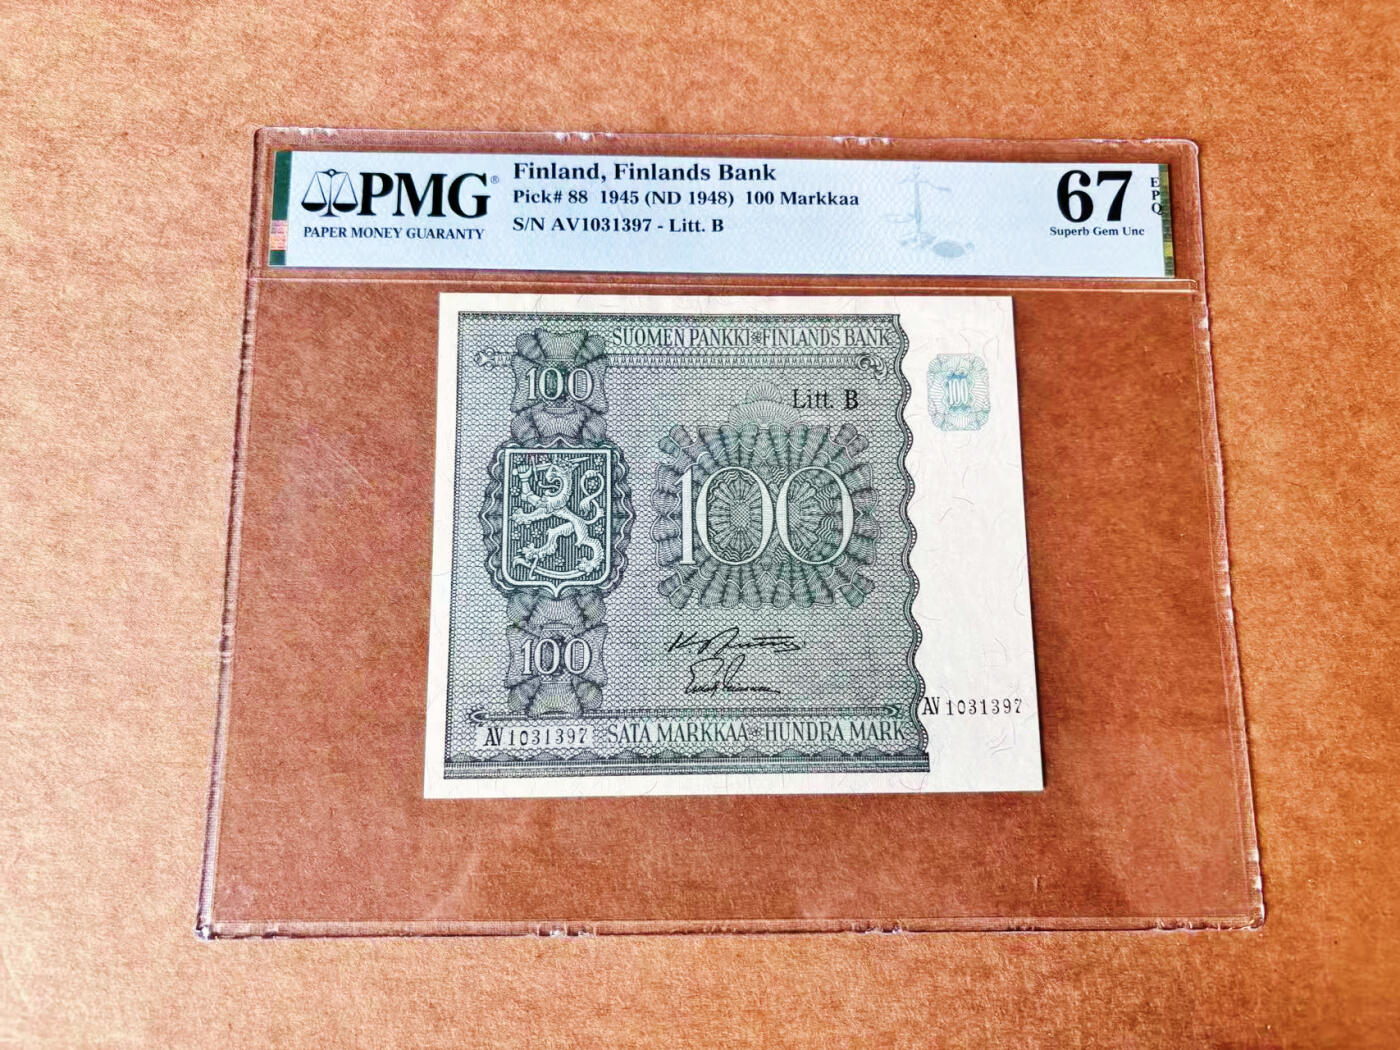 PMG®
PAPER MONEY GUARANTY
Finland, Finlands Bank
Pick# 88 1945 (ND 1948) 100 Markkaa
S/N AV1031397 - Litt. B
67
EPQ
Superb Gem Unc
SUOMEN PANKKI FINLANDS BANK
100
100
Litt. B
100
100
AV 1031397
AV 1031397
SATA MARKKAA HUNDRA MARK